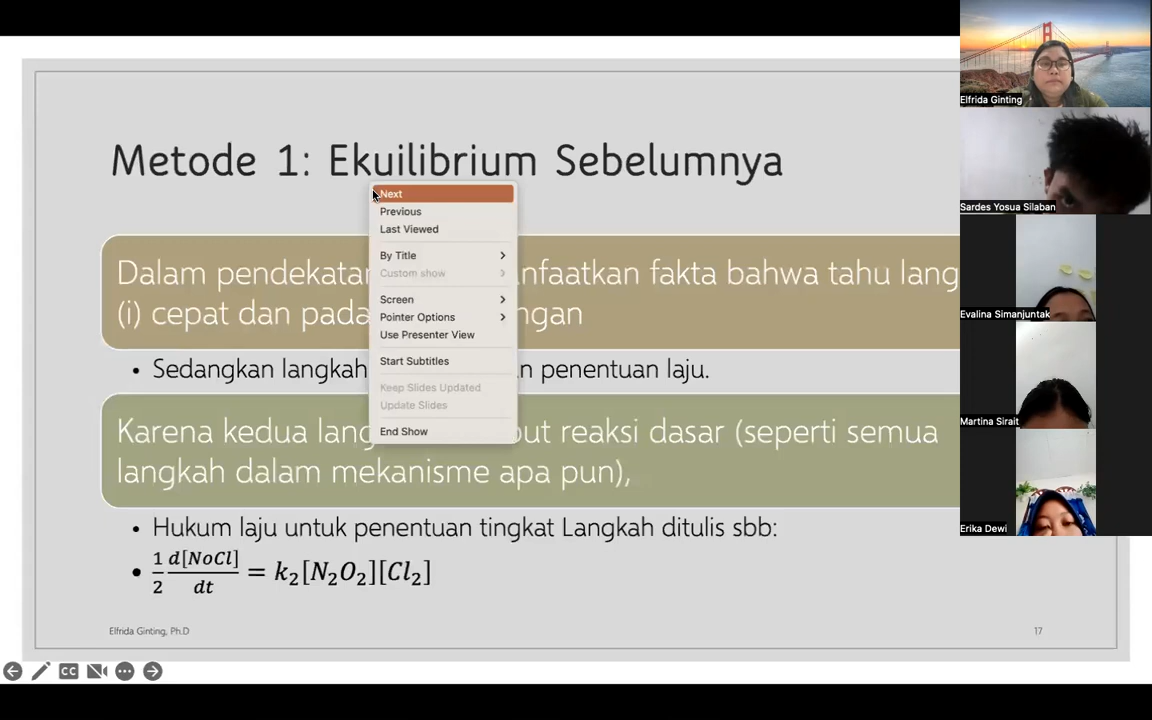 Metode 1: Ekuilibrium Sebelumnya
Next
Previous
Last Viewed
By Title
Custom show
Screen
Pointer Options
Use Presenter View
Start Subtitles
Keep Slides Updated
Update Slides
End Show
Dalam nfaatkan fakta bahwa tahu
(i) cepat dan pada ngan
• Sedangkan langkah n penentuan laju.
Karena kedua but reaksi dasar (seperti semua
langkah dalam mekanisme apa pun),
• Hukum laju untuk penentuan tingkat Langkah ditulis sbb:
• 1/2 d[NoCl]/dt = k₂[N₂O₂][Cl₂]
Elfrida Ginting, Ph.D
17
CC
Elfrida Ginting
Sardes Yosua Silaban
Evalina Simanjuntak
Martina Sirait
Erika Dewi